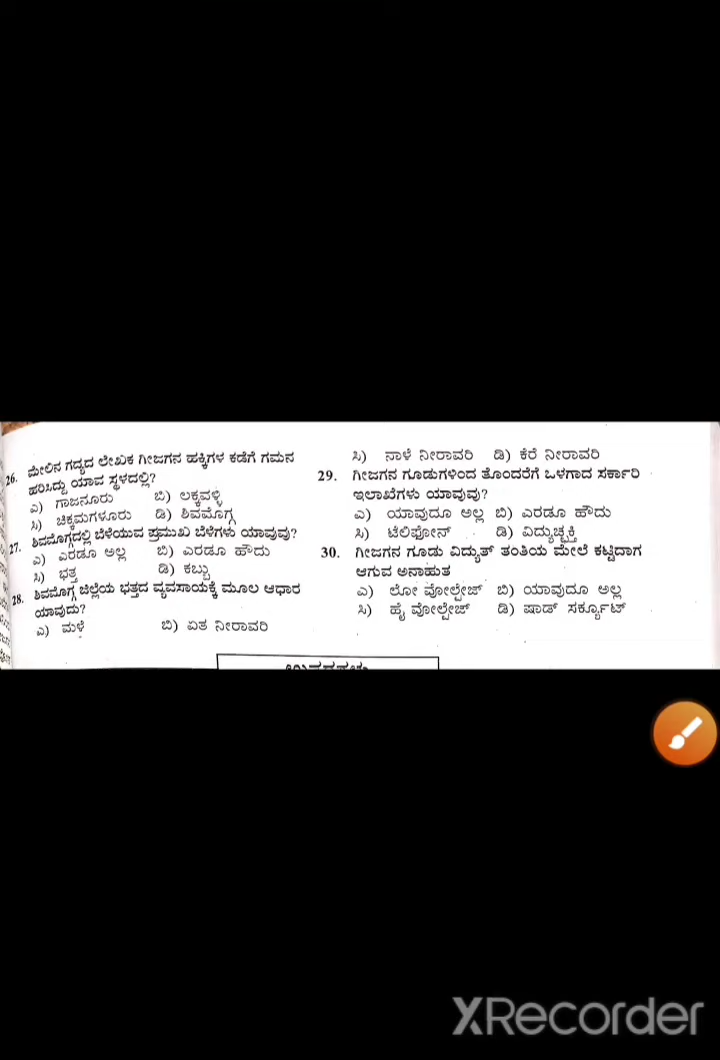 26. ಮೇಲಿನ ಗದ್ಯದ ಲೇಖಕ ಗೀಜಗನ ಹಕ್ಕಿಗಳ ಕಡೆಗೆ ಗಮನ
ಹರಿಸಿದ್ದು ಯಾವ ಸ್ಥಳದಲ್ಲಿ?
ಎ) ಗಾಜನೂರು ಬಿ) ಲಕ್ಕವಳ್ಳಿ
ಸಿ) ಚಿಕ್ಕಮಗಳೂರು ಡಿ) ಶಿವಮೊಗ್ಗ
27. ಶಿವಮೊಗ್ಗದಲ್ಲಿ ಬೆಳೆಯುವ ಪ್ರಮುಖ ಬೆಳೆಗಳು ಯಾವುವು?
ಎ) ಎರಡೂ ಅಲ್ಲ ಬಿ) ಎರಡೂ ಹೌದು
ಸಿ) ಭತ್ತ ಡಿ) ಕಬ್ಬು
28. ಶಿವಮೊಗ್ಗ ಜಿಲ್ಲೆಯ ಭತ್ತದ ವ್ಯವಸಾಯಕ್ಕೆ ಮೂಲ ಆಧಾರ
ಯಾವುದು?
ಎ) ಮಳೆ ಬಿ) ಏತ ನೀರಾವರಿ
ಸಿ) ನಾಳೆ ನೀರಾವರಿ ಡಿ) ಕೆರೆ ನೀರಾವರಿ
29. ಗೀಜಗನ ಗೂಡುಗಳಿಂದ ತೊಂದರೆಗೆ ಒಳಗಾದ ಸರ್ಕಾರಿ
ಇಲಾಖೆಗಳು ಯಾವುವು?
ಎ) ಯಾವುದೂ ಅಲ್ಲ ಬಿ) ಎರಡೂ ಹೌದು
ಸಿ) ಟೆಲಿಫೋನ್ ಡಿ) ವಿದ್ಯುಚ್ಛಕ್ತಿ
30. ಗೀಜಗನ ಗೂಡು ವಿದ್ಯುತ್ ತಂತಿಯ ಮೇಲೆ ಕಟ್ಟಿದಾಗ
ಆಗುವ ಅನಾಹುತ
ಎ) ಲೋ ವೋಲ್ಟೇಜ್ ಬಿ) ಯಾವುದೂ ಅಲ್ಲ
ಸಿ) ಹೈ ವೋಲ್ಟೇಜ್ ಡಿ) ಷಾರ್ಡ್ ಸರ್ಕ್ಯೂಟ್
XRecorder